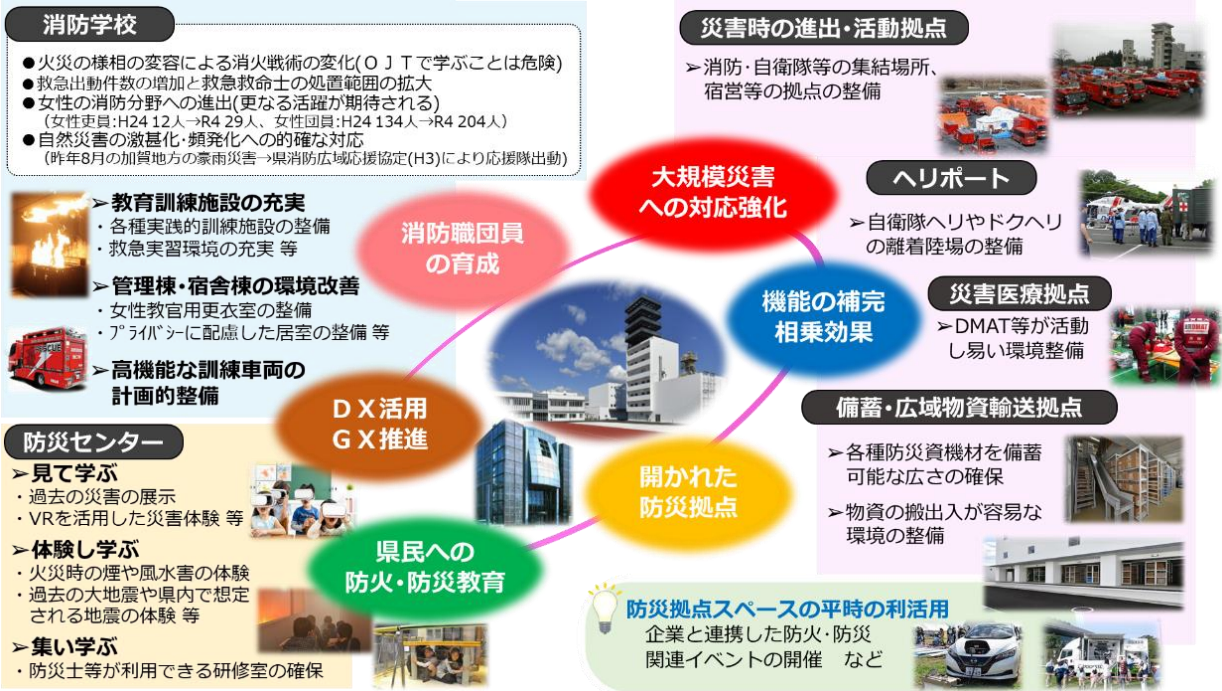 消防学校
●火災の様相の変容による消火戦術の変化(ＯＪＴで学ぶことは危険)
●救急出動件数の増加と救急救命士の処置範囲の拡大
●女性の消防分野への進出(更なる活躍が期待される)
（女性吏員:H24 12人→R4 29人、女性団員:H24 134人→R4 204人）
●自然災害の激甚化･頻発化への的確な対応
（昨年8月の加賀地方の豪雨災害→県消防広域応援協定(H3)により応援隊出動）
➢教育訓練施設の充実
・各種実践的訓練施設の整備
・救急実習環境の充実 等
➢管理棟･宿舎棟の環境改善
・女性教官用更衣室の整備
・ﾌﾟﾗｲﾊﾞｼｰに配慮した居室の整備 等
➢高機能な訓練車両の
計画的整備
防災センター
➢見て学ぶ
・過去の災害の展示
・VRを活用した災害体験 等
➢体験し学ぶ
・火災時の煙や風水害の体験
・過去の大地震や県内で想定
される地震の体験 等
➢集い学ぶ
・防災士等が利用できる研修室の確保
消防職団員
の育成
大規模災害
への対応強化
機能の補完
相乗効果
ＤＸ活用
ＧＸ推進
開かれた
防災拠点
県民への
防火･防災教育
災害時の進出･活動拠点
➢消防･自衛隊等の集結場所、
宿営等の拠点の整備
ヘリポート
➢自衛隊ヘリやドクヘリ
の離着陸場の整備
災害医療拠点
➢DMAT等が活動
し易い環境整備
備蓄･広域物資輸送拠点
➢各種防災資機材を備蓄
可能な広さの確保
➢物資の搬出入が容易な
環境の整備
防災拠点スペースの平時の利活用
企業と連携した防火･防災
関連イベントの開催　など